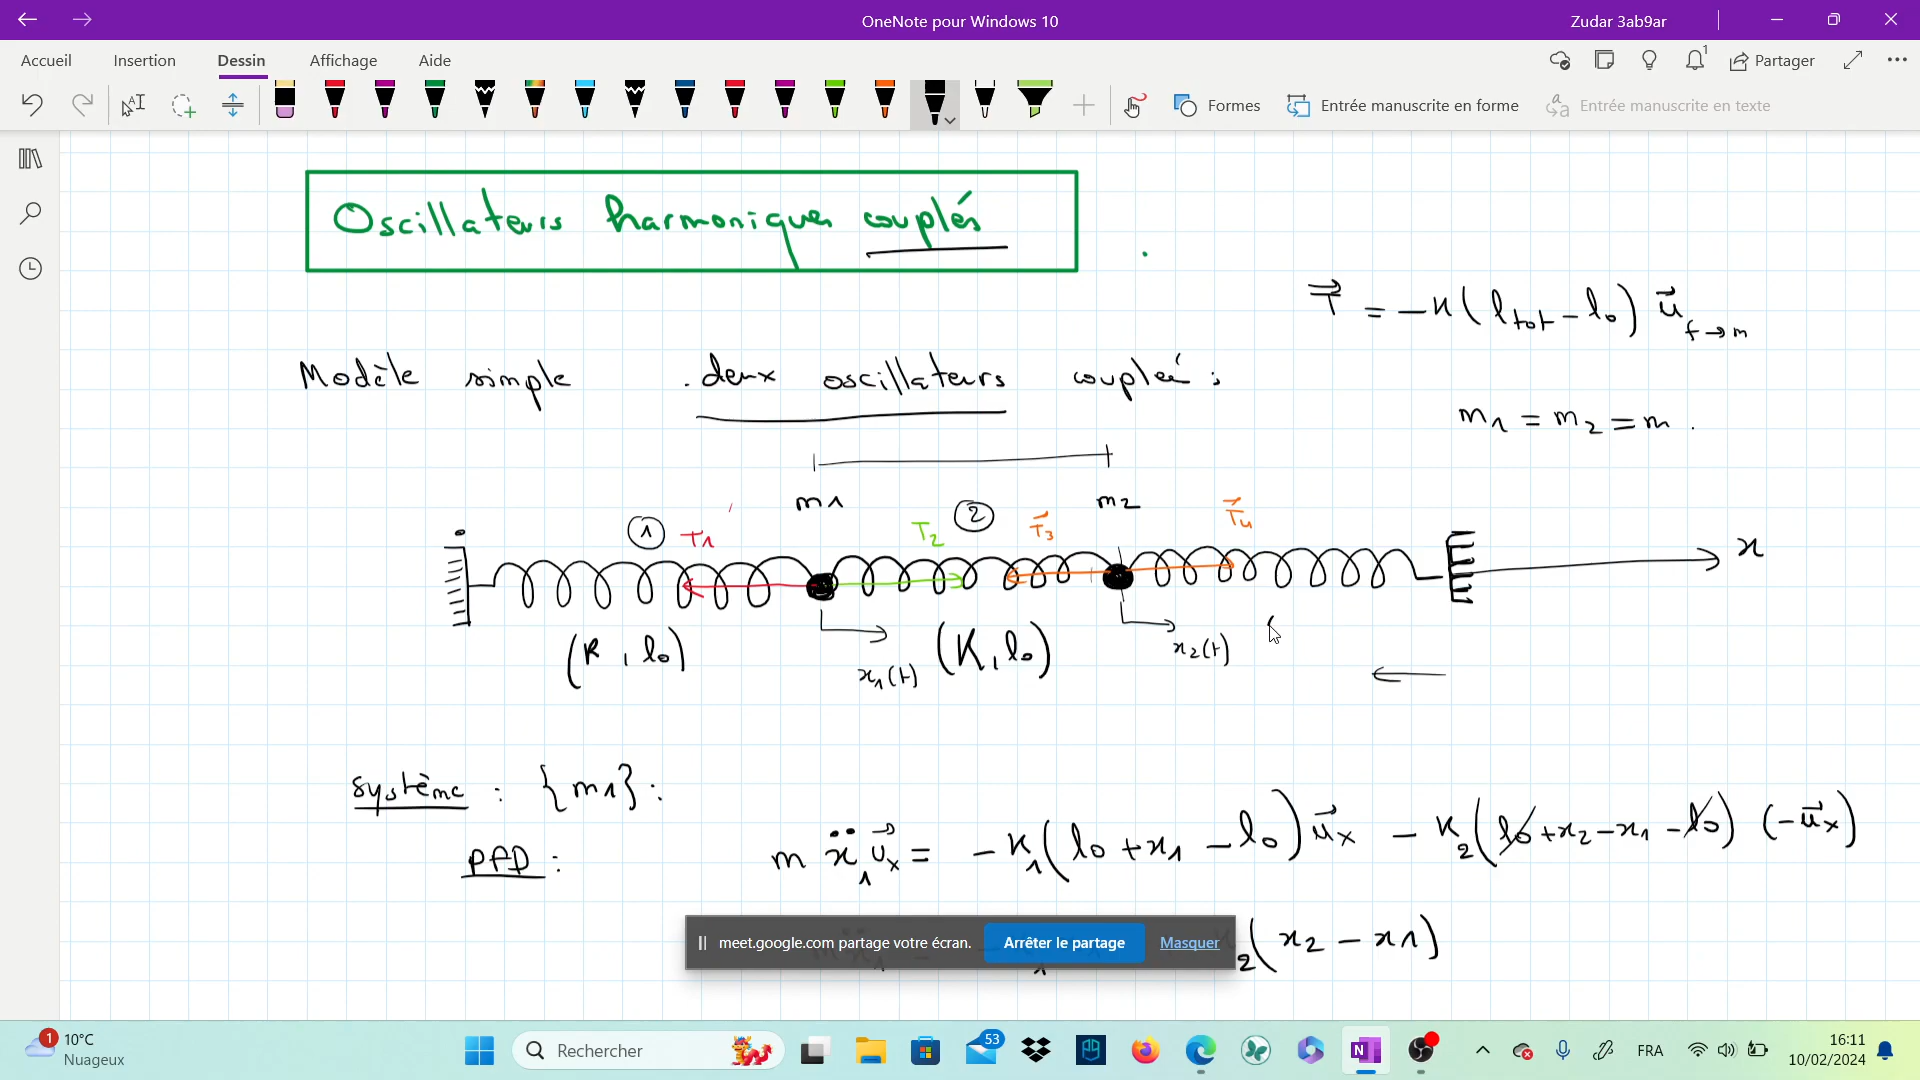 OneNote pour Windows 10
Zudar 3ab9ar
Accueil Insertion Dessin Affichage Aide
1
Partager
Formes
Entrée manuscrite en forme
Entrée manuscrite en texte
Oscillateurs harmoniques couplés
T = -K(ltot - l0) u f→m
Modèle simple . deux oscillateurs couplés :
m1 = m2 = m .
m1 m2
1 T1 T2 2 T3 T4
x
(K, l0) x1(t) (K, l0) x2(t)
système : {m1} :
PFD : m ẍ1 ux = -K1(l0 + x1 - l0) ux - K2(l0 + x2 - x1 - l0) (-ux)
2(x2 - x1)
meet.google.com partage votre écran.
Arrêter le partage
Masquer
1
10°C
Nuageux
Rechercher
53
FRA
16:11
10/02/2024